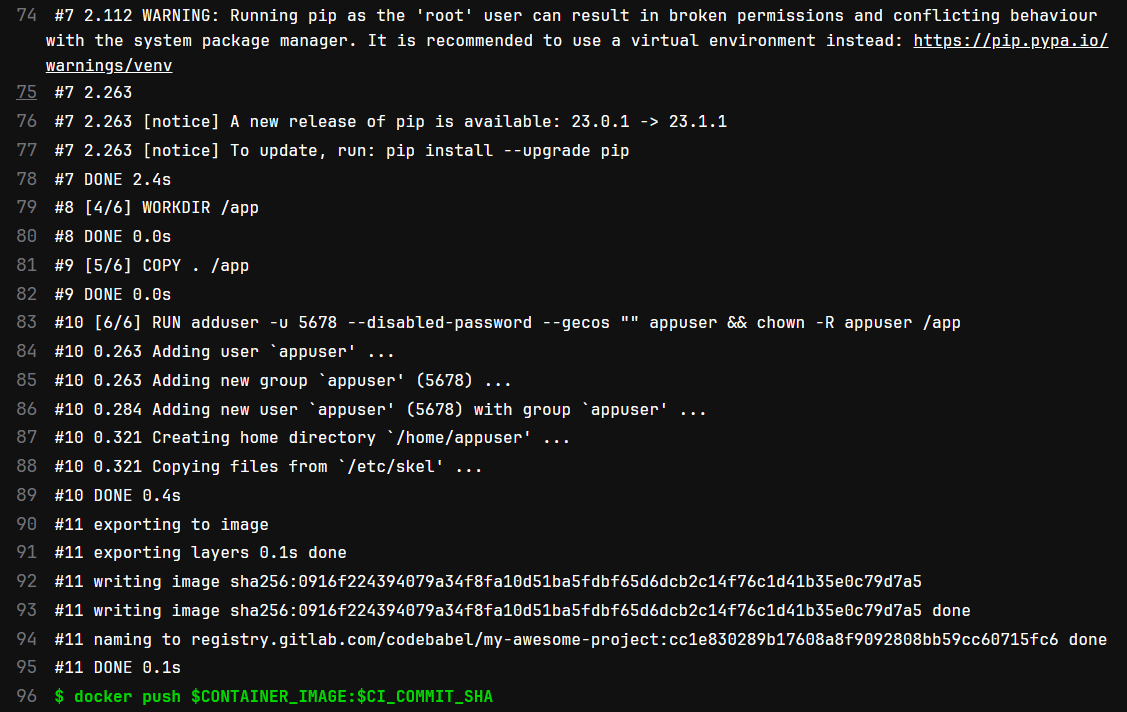 74 #7 2.112 WARNING: Running pip as the 'root' user can result in broken permissions and conflicting behaviour
with the system package manager. It is recommended to use a virtual environment instead: https://pip.pypa.io/
warnings/venv
75 #7 2.263
76 #7 2.263 [notice] A new release of pip is available: 23.0.1 -> 23.1.1
77 #7 2.263 [notice] To update, run: pip install --upgrade pip
78 #7 DONE 2.4s
79 #8 [4/6] WORKDIR /app
80 #8 DONE 0.0s
81 #9 [5/6] COPY . /app
82 #9 DONE 0.0s
83 #10 [6/6] RUN adduser -u 5678 --disabled-password --gecos "" appuser && chown -R appuser /app
84 #10 0.263 Adding user `appuser' ...
85 #10 0.263 Adding new group `appuser' (5678) ...
86 #10 0.284 Adding new user `appuser' (5678) with group `appuser' ...
87 #10 0.321 Creating home directory `/home/appuser' ...
88 #10 0.321 Copying files from `/etc/skel' ...
89 #10 DONE 0.4s
90 #11 exporting to image
91 #11 exporting layers 0.1s done
92 #11 writing image sha256:0916f224394079a34f8fa10d51ba5fdbf65d6dcb2c14f76c1d41b35e0c79d7a5
93 #11 writing image sha256:0916f224394079a34f8fa10d51ba5fdbf65d6dcb2c14f76c1d41b35e0c79d7a5 done
94 #11 naming to registry.gitlab.com/codebabel/my-awesome-project:cc1e830289b17608a8f9092808bb59cc60715fc6 done
95 #11 DONE 0.1s
96 $ docker push $CONTAINER_IMAGE:$CI_COMMIT_SHA